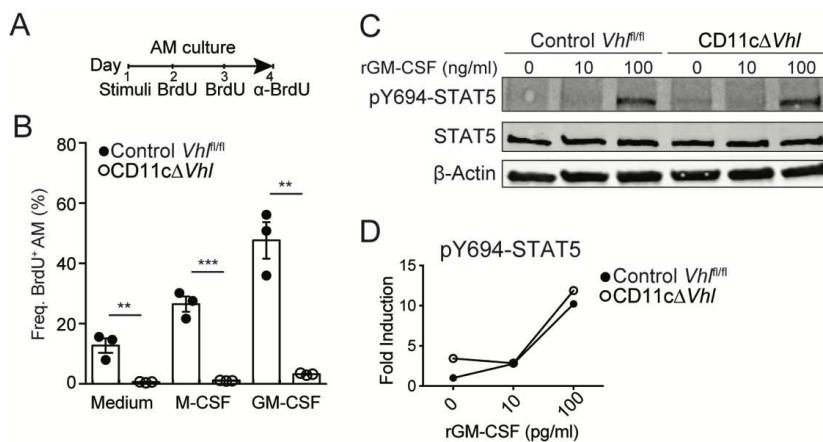 A
AM culture
Day
1 2 3 4
Stimuli BrdU BrdU α-BrdU
B
Control Vhlfl/fl
CD11cΔVhl
Freq. BrdU+ AM (%)
80
60
40
20
0
**
***
**
Medium M-CSF GM-CSF
C
Control Vhlfl/fl CD11cΔVhl
rGM-CSF (ng/ml) 0 10 100 0 10 100
pY694-STAT5
STAT5
β-Actin
D
pY694-STAT5
Control Vhlfl/fl
CD11cΔVhl
Fold Induction
15
10
5
0
0 10 100
rGM-CSF (pg/ml)